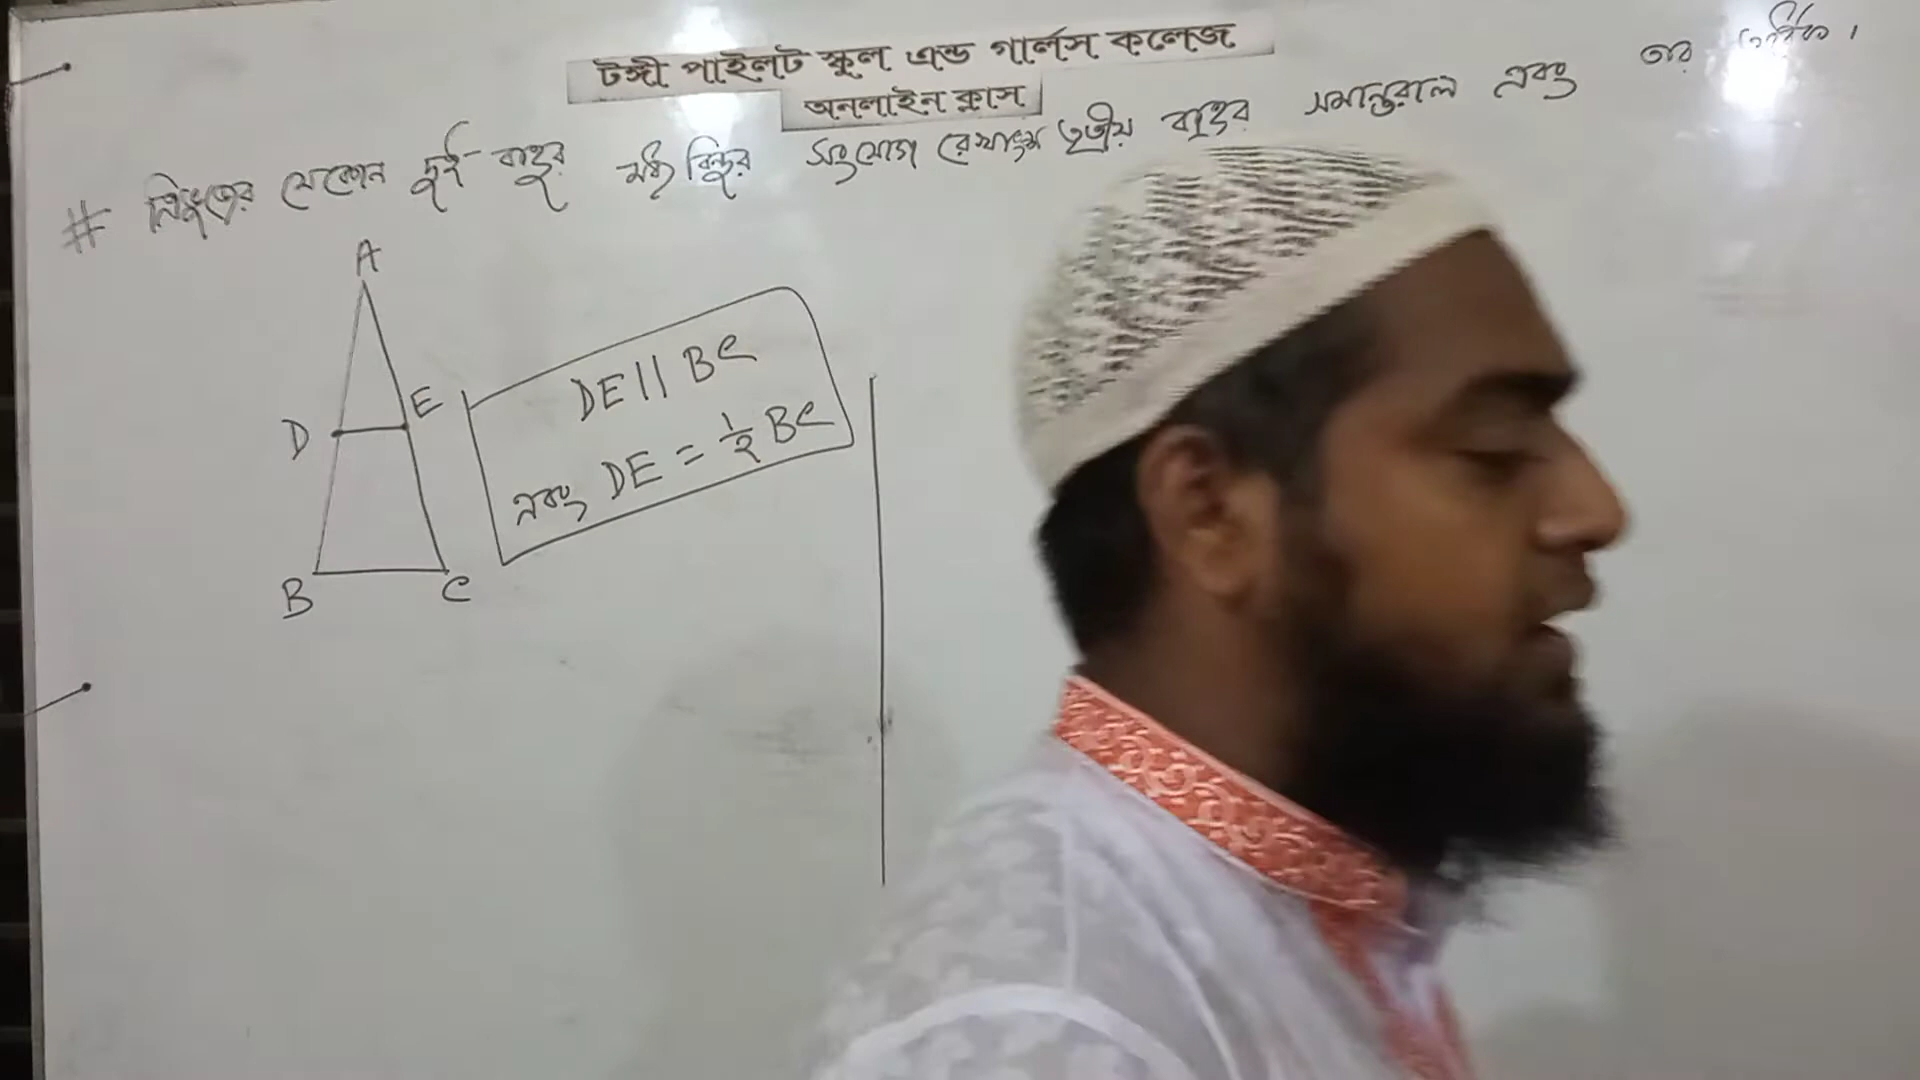 টঙ্গী পাইলট স্কুল এন্ড গার্লস কলেজ
অনলাইন ক্লাস
# ত্রিভুজের যেকোন দুই বাহুর মধ্য বিন্দুর সংযোগ রেখাংশ তৃতীয় বাহুর সমান্তরাল এবং তার অর্ধেক।
A
D E
B C
DE || BC
এবং DE = ½ BC